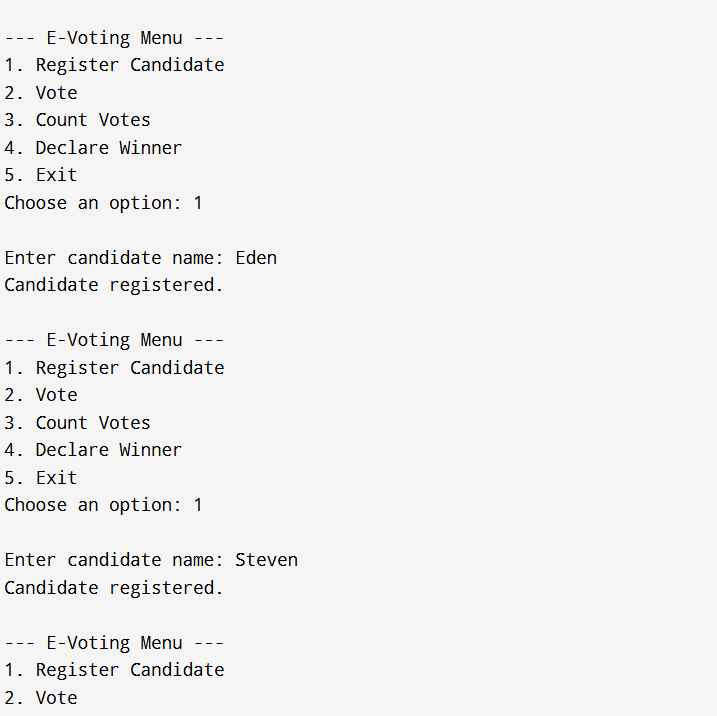 --- E-Voting Menu ---
1. Register Candidate
2. Vote
3. Count Votes
4. Declare Winner
5. Exit
Choose an option: 1
Enter candidate name: Eden
Candidate registered.
--- E-Voting Menu ---
1. Register Candidate
2. Vote
3. Count Votes
4. Declare Winner
5. Exit
Choose an option: 1
Enter candidate name: Steven
Candidate registered.
--- E-Voting Menu ---
1. Register Candidate
2. Vote